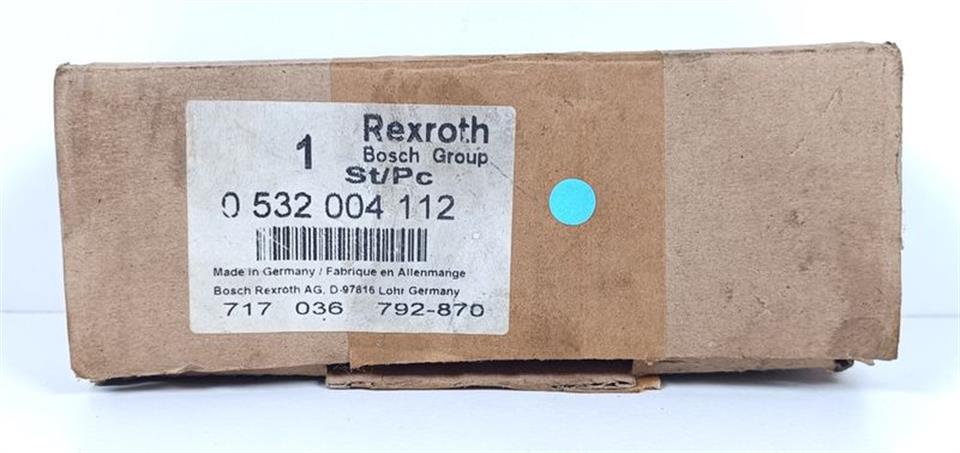 1
Rexroth
Bosch Group
St/Pc
0 532 004 112
Made in Germany / Fabrique en Allenmange
Bosch Rexroth AG, D-97816 Lohr Germany
717 036 792-870